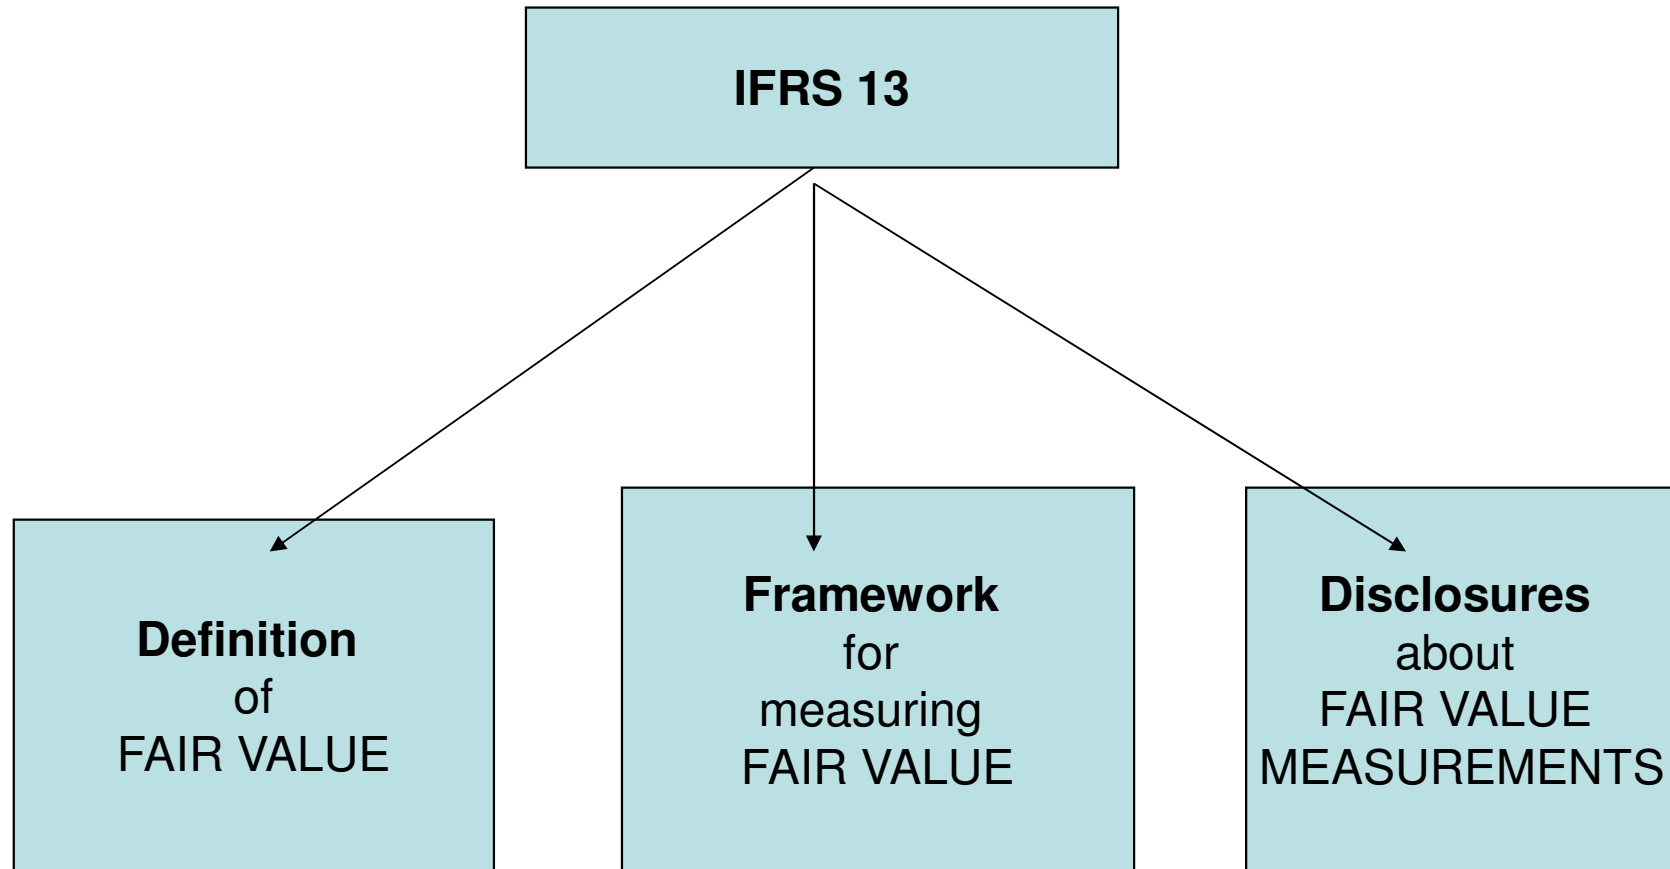 IFRS 13
Definition
of
FAIR VALUE
Framework
for
measuring
FAIR VALUE
Disclosures
about
FAIR VALUE
MEASUREMENTS